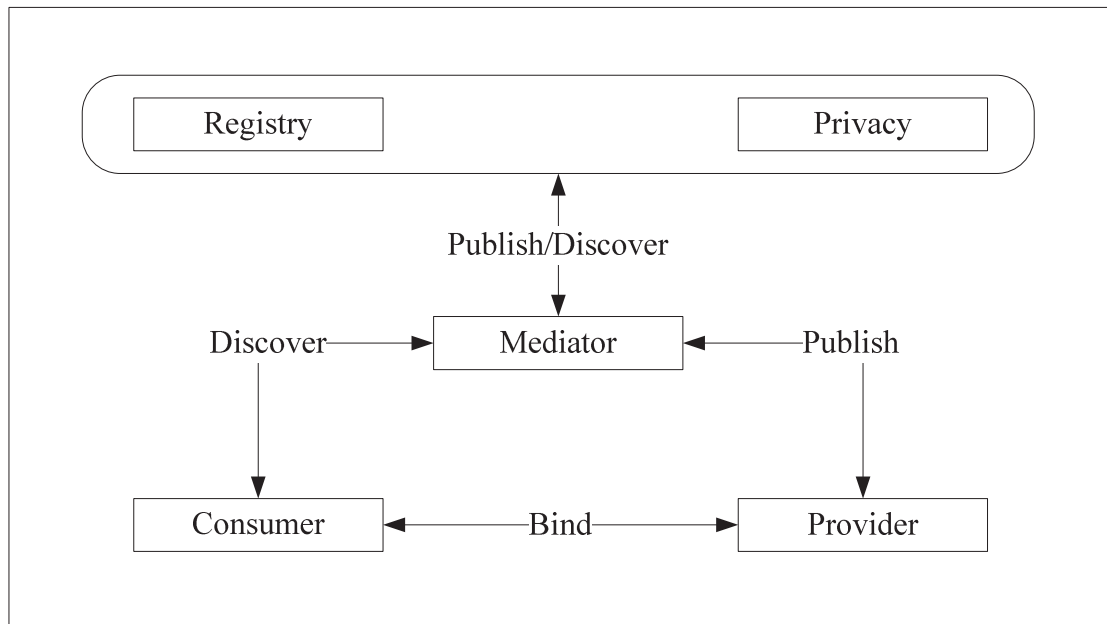 Registry
Privacy
Publish/Discover
Discover
Mediator
Publish
Consumer
Bind
Provider